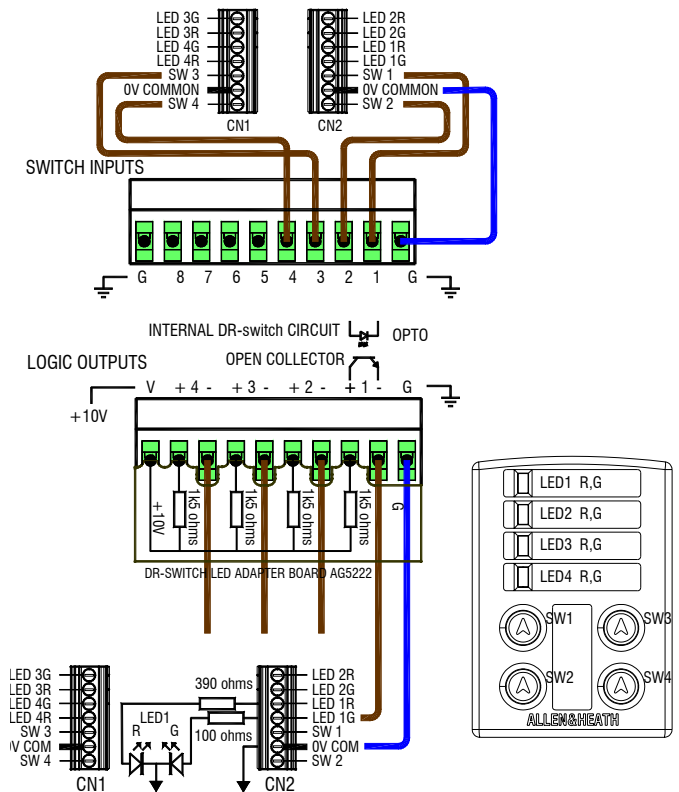 LED 3G
LED 3R
LED 4G
LED 4R
SW 3
0V COMMON
SW 4
CN1
LED 2R
LED 2G
LED 1R
LED 1G
SW 1
0V COMMON
SW 2
CN2
SWITCH INPUTS
G 8 7 6 5 4 3 2 1 G
INTERNAL DR-switch CIRCUIT OPTO
OPEN COLLECTOR
LOGIC OUTPUTS
V + 4 - + 3 - + 2 - + 1 - G
+10V
+10V
1k5 ohms
1k5 ohms
1k5 ohms
1k5 ohms
G
DR-SWITCH LED ADAPTER BOARD AG5222
LED1 R,G
LED2 R,G
LED3 R,G
LED4 R,G
SW1
SW3
SW2
SW4
ALLEN&HEATH
LED 3G
LED 3R
LED 4G
LED 4R
SW 3
0V COM
SW 4
CN1
390 ohms
LED1
R G
100 ohms
LED 2R
LED 2G
LED 1R
LED 1G
SW 1
0V COM
SW 2
CN2